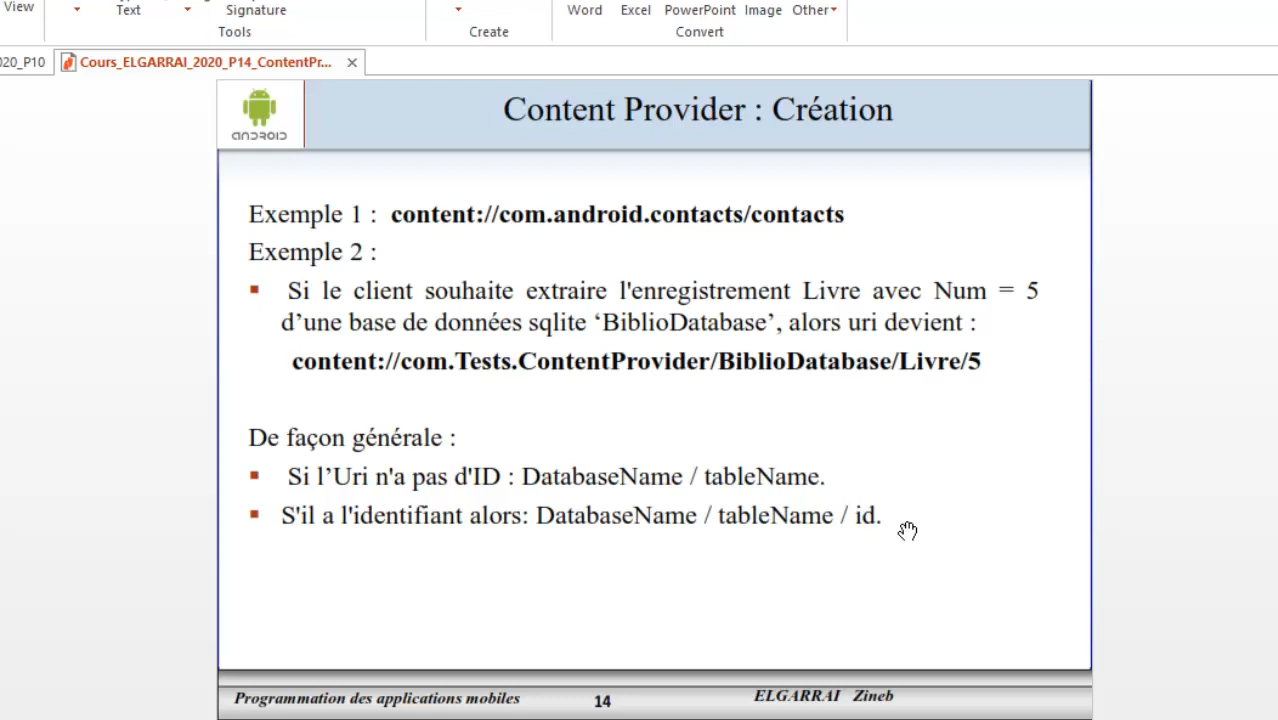 View
Text
Signature
Word Excel PowerPoint Image Other
Tools
Create
Convert
020_P10
Cours_ELGARRAI_2020_P14_ContentPr...
ANDROID
Content Provider : Création
Exemple 1 : content://com.android.contacts/contacts
Exemple 2 :
Si le client souhaite extraire l'enregistrement Livre avec Num = 5
d’une base de données sqlite ‘BiblioDatabase’, alors uri devient :
content://com.Tests.ContentProvider/BiblioDatabase/Livre/5
De façon générale :
Si l’Uri n'a pas d'ID : DatabaseName / tableName.
S'il a l'identifiant alors: DatabaseName / tableName / id.
Programmation des applications mobiles
14
ELGARRAI Zineb